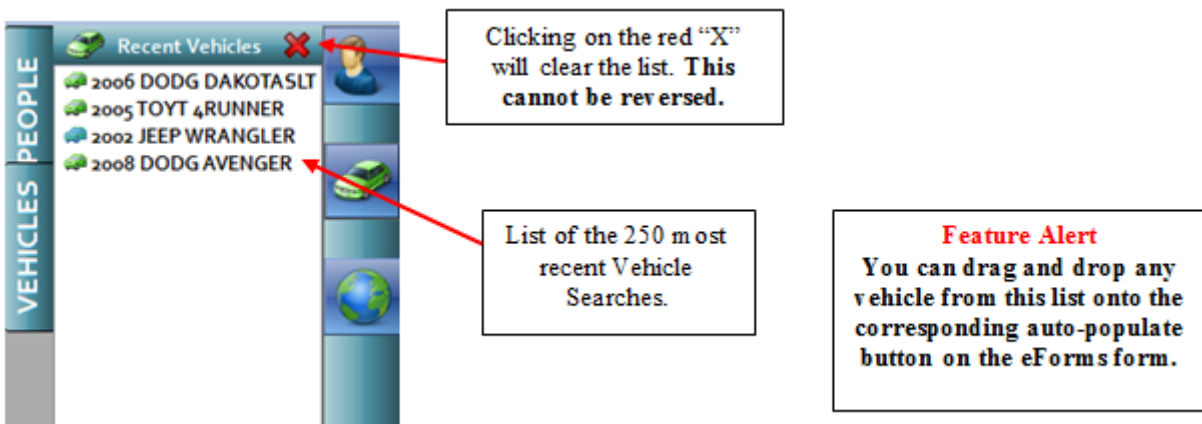 PEOPLE
VEHICLES
Recent Vehicles
2006 DODG DAKOTASLT
2005 TOYT 4RUNNER
2002 JEEP WRANGLER
2008 DODG AVENGER
Clicking on the red “X”
will clear the list. This
cannot be reversed.
List of the 250 most
recent Vehicle
Searches.
Feature Alert
You can drag and drop any
vehicle from this list onto the
corresponding auto-populate
button on the eForms form.